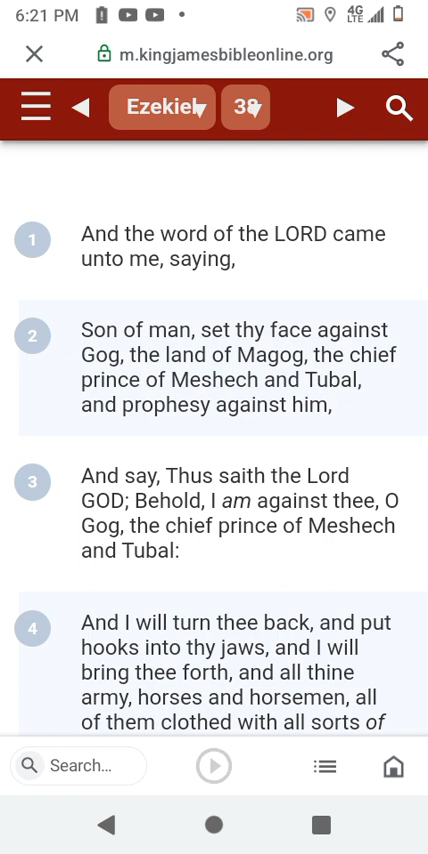 6:21 PM 4G LTE
m.kingjamesbibleonline.org
Ezekiel 38
1 And the word of the LORD came
unto me, saying,
2 Son of man, set thy face against
Gog, the land of Magog, the chief
prince of Meshech and Tubal,
and prophesy against him,
3 And say, Thus saith the Lord
GOD; Behold, I am against thee, O
Gog, the chief prince of Meshech
and Tubal:
4 And I will turn thee back, and put
hooks into thy jaws, and I will
bring thee forth, and all thine
army, horses and horsemen, all
of them clothed with all sorts of
Search...